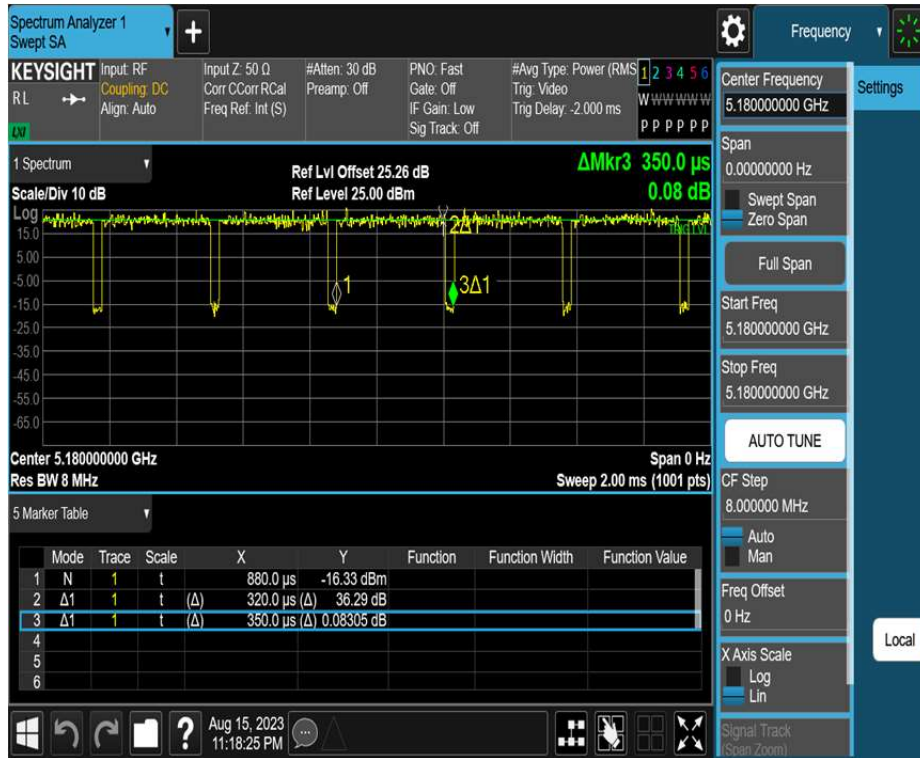 Spectrum Analyzer 1
Swept SA
+
Frequency
KEYSIGHT
RL
LXI
Input: RF
Coupling: DC
Align: Auto
Input Z: 50 Ω
Corr CCorr RCal
Freq Ref: Int (S)
#Atten: 30 dB
Preamp: Off
PNO: Fast
Gate: Off
IF Gain: Low
Sig Track: Off
#Avg Type: Power (RMS
Trig: Video
Trig Delay: -2.000 ms
1 2 3 4 5 6
W W W W W W
P P P P P P
1 Spectrum
Scale/Div 10 dB
Ref Lvl Offset 25.26 dB
Ref Level 25.00 dBm
ΔMkr3 350.0 µs
0.08 dB
Log
15.0
5.00
-5.00
-15.0
-25.0
-35.0
-45.0
-55.0
-65.0
2Δ1
TRIG LVL
1
3Δ1
Center 5.180000000 GHz
Span 0 Hz
Res BW 8 MHz
Sweep 2.00 ms (1001 pts)
5 Marker Table
Mode Trace Scale X Y Function Function Width Function Value
1 N 1 t 880.0 µs -16.33 dBm
2 Δ1 1 t (Δ) 320.0 µs (Δ) 36.29 dB
3 Δ1 1 t (Δ) 350.0 µs (Δ) 0.08305 dB
4
5
6
?
Aug 15, 2023
11:18:25 PM
Center Frequency
5.180000000 GHz
Span
0.00000000 Hz
Swept Span
Zero Span
Full Span
Start Freq
5.180000000 GHz
Stop Freq
5.180000000 GHz
AUTO TUNE
CF Step
8.000000 MHz
Auto
Man
Freq Offset
0 Hz
X Axis Scale
Log
Lin
Signal Track
(Span Zoom)
Settings
Local